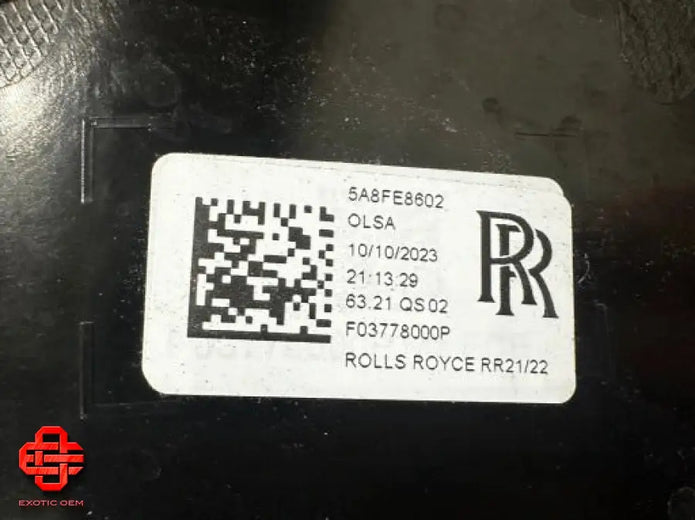 5A8FE8602
OLSA
10/10/2023
21:13:29
63.21 QS 02
F03778000P
ROLLS ROYCE RR21/22
RR
EXOTIC OEM